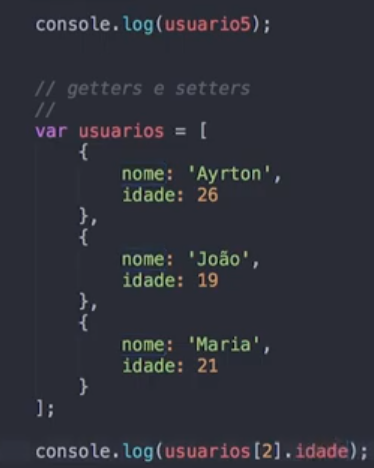 console.log(usuario5);
// getters e setters
//
var usuarios = [
{
nome: 'Ayrton',
idade: 26
},
{
nome: 'João',
idade: 19
},
{
nome: 'Maria',
idade: 21
}
];
console.log(usuarios[2].idade);